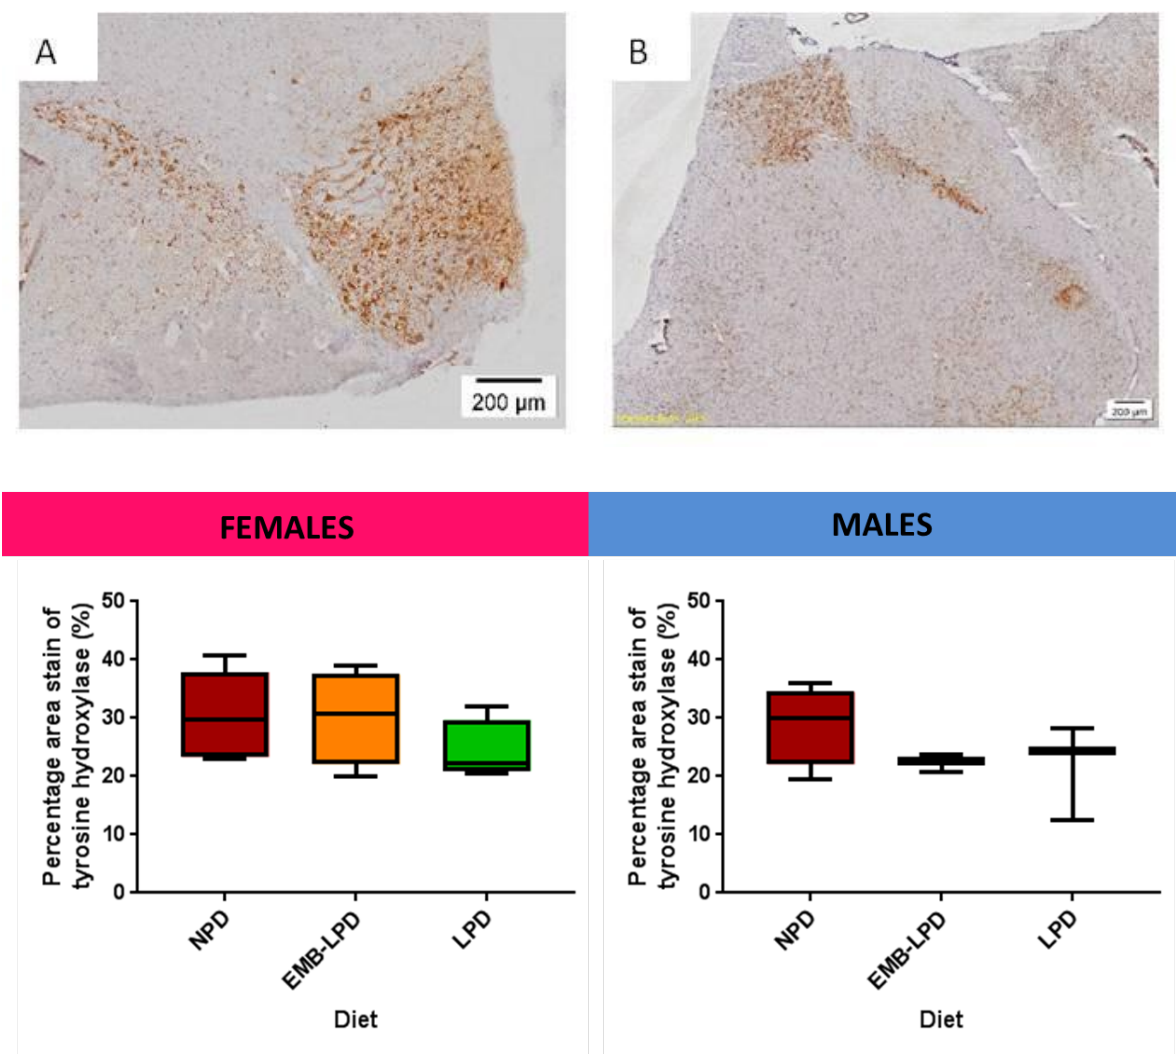 A
B
200 µm
200 µm
FEMALES
MALES
Percentage area stain of
tyrosine hydroxylase (%)
50
40
30
20
10
0
NPD
EMB-LPD
LPD
Diet
Percentage area stain of
tyrosine hydroxylase (%)
50
40
30
20
10
0
NPD
EMB-LPD
LPD
Diet